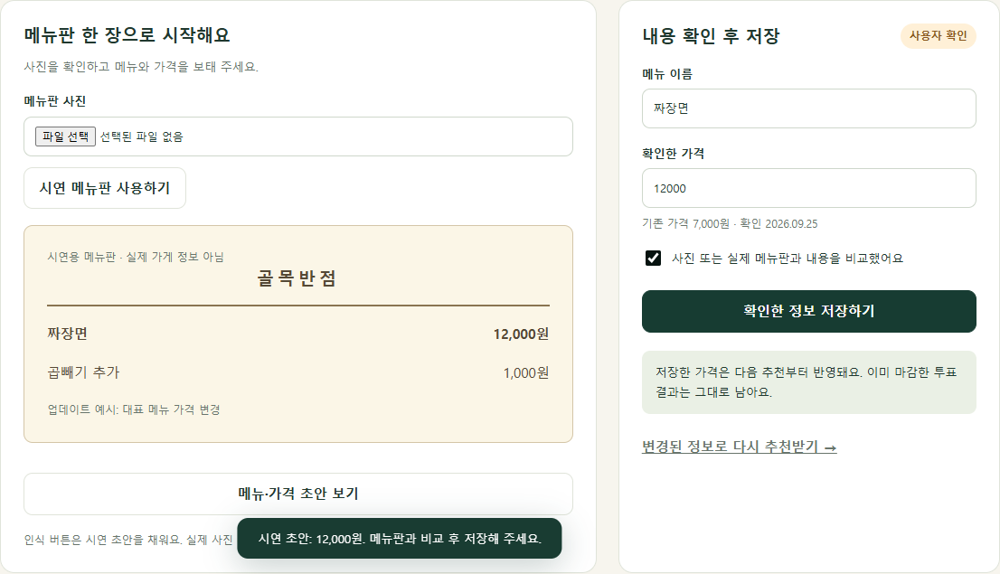 메뉴판 한 장으로 시작해요
사진을 확인하고 메뉴와 가격을 보태 주세요.
메뉴판 사진
파일 선택 선택된 파일 없음
시연 메뉴판 사용하기
시연용 메뉴판 · 실제 가게 정보 아님
골목반점
짜장면 12,000원
곱빼기 추가 1,000원
업데이트 예시: 대표 메뉴 가격 변경
메뉴·가격 초안 보기
인식 버튼은 시연 초안을 채워요. 실제 사진
시연 초안: 12,000원. 메뉴판과 비교 후 저장해 주세요.
내용 확인 후 저장
사용자 확인
메뉴 이름
짜장면
확인한 가격
12000
기존 가격 7,000원 · 확인 2026.09.25
사진 또는 실제 메뉴판과 내용을 비교했어요
확인한 정보 저장하기
저장한 가격은 다음 추천부터 반영돼요. 이미 마감한 투표
결과는 그대로 남아요.
변경된 정보로 다시 추천받기 →